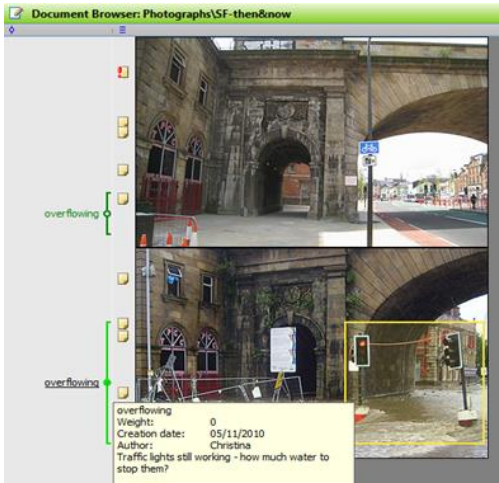 Document Browser: Photographs\SF-then&now
overflowing
overflowing
overflowing
Weight: 0
Creation date: 05/11/2010
Author: Christina
Traffic lights still working - how much water to
stop them?